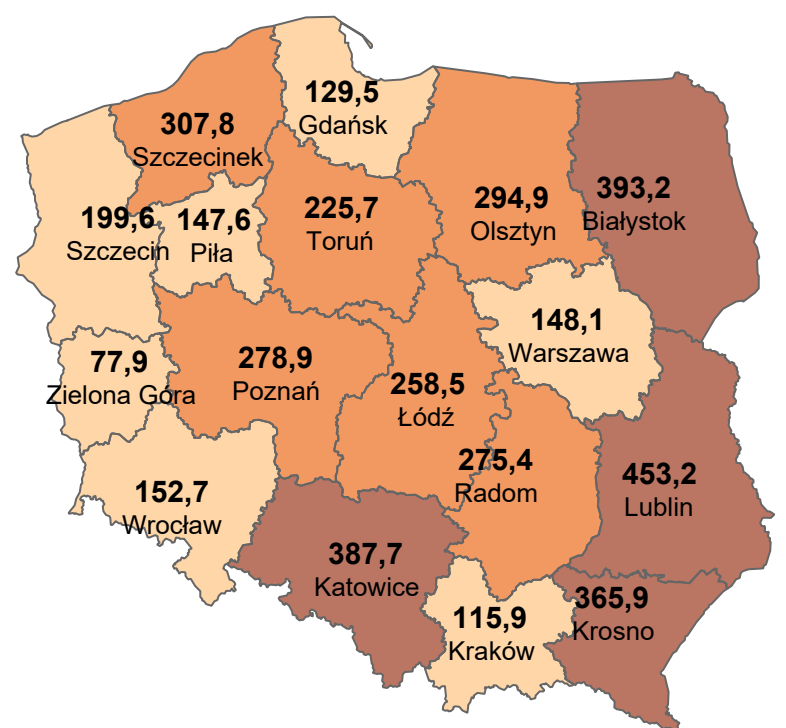 129,5
Gdańsk
307,8
Szczecinek
393,2
Białystok
294,9
Olsztyn
225,7
Toruń
199,6
Szczecin
147,6
Piła
148,1
Warszawa
77,9
Zielona Góra
278,9
Poznań
258,5
Łódź
275,4
Radom
453,2
Lublin
152,7
Wrocław
387,7
Katowice
115,9
Kraków
365,9
Krosno